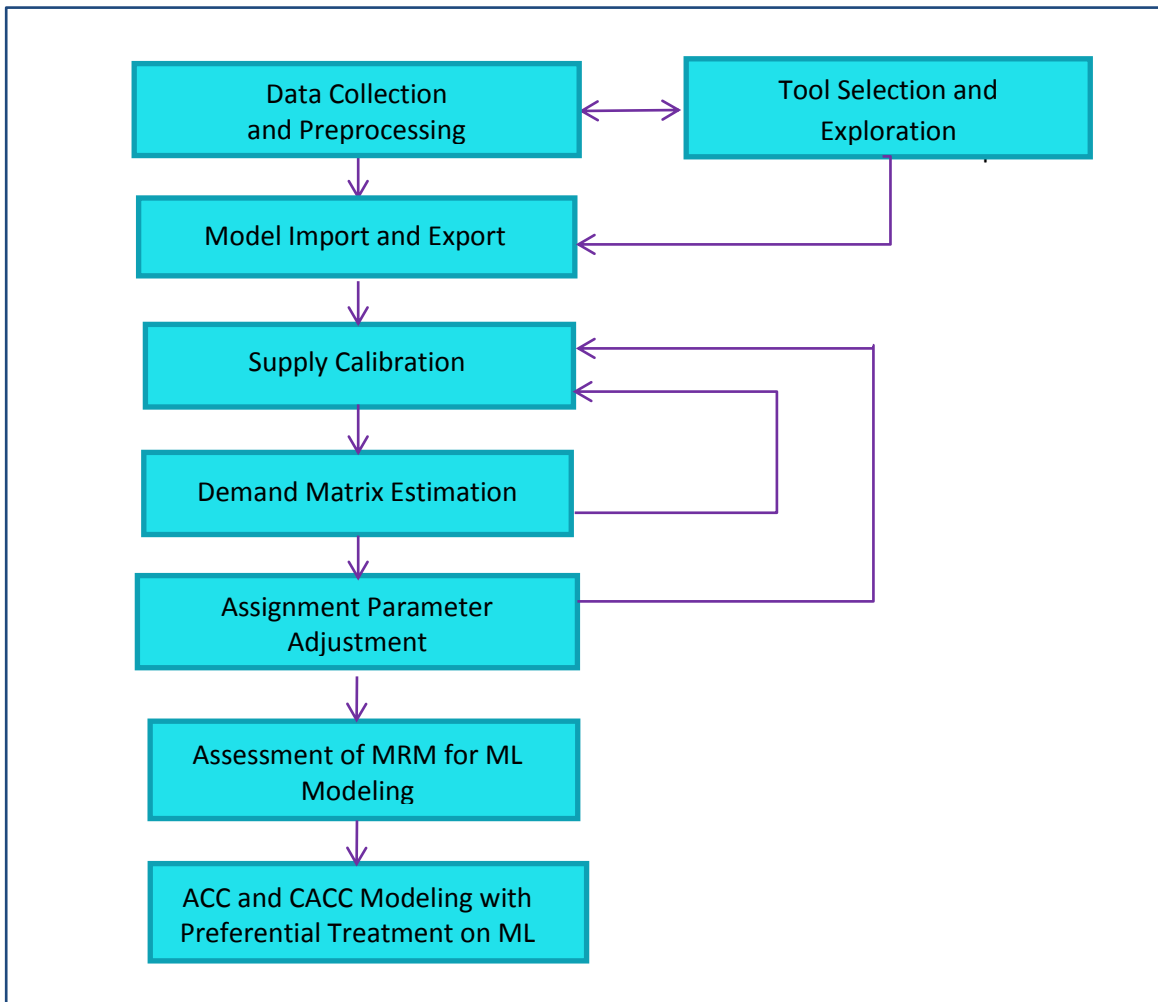 Data Collection
and Preprocessing
Tool Selection and
Exploration
Model Import and Export
Supply Calibration
Demand Matrix Estimation
Assignment Parameter
Adjustment
Assessment of MRM for ML
Modeling
ACC and CACC Modeling with
Preferential Treatment on ML